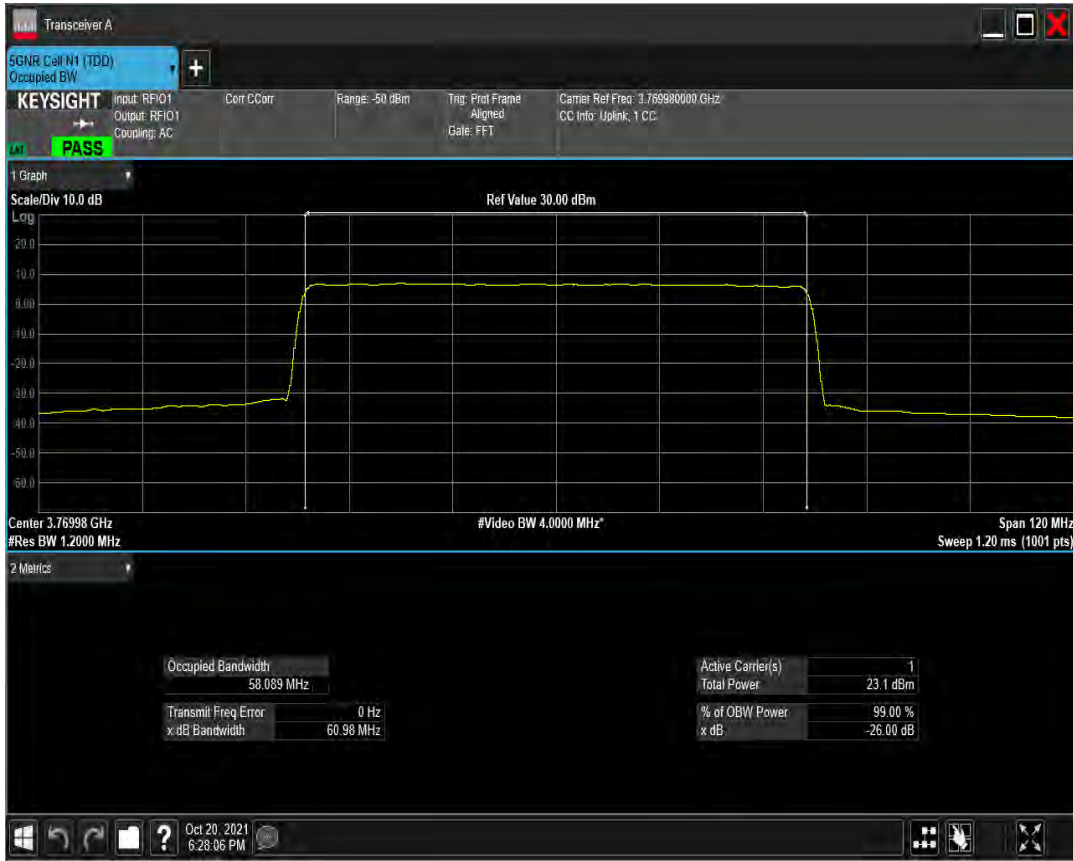 Transceiver A
5GNR Cell N1 (TDD)
Occupied BW
+
KEYSIGHT
Input: RFIO1
Output: RFIO1
Coupling: AC
Corr CCorr
Range: -50 dBm
Trig: Prot Frame
Aligned
Gate: FFT
Carrier Ref Freq: 3.769980000 GHz
CC Info: Uplink, 1 CC
PASS
1 Graph
Scale/Div 10.0 dB
Ref Value 30.00 dBm
Log
20.0
10.0
0.00
-10.0
-20.0
-30.0
-40.0
-50.0
-60.0
Center 3.76998 GHz
#Video BW 4.0000 MHz*
Span 120 MHz
#Res BW 1.2000 MHz
Sweep 1.20 ms (1001 pts)
2 Metrics
Occupied Bandwidth
58.089 MHz
Transmit Freq Error 0 Hz
x dB Bandwidth 60.98 MHz
Active Carrier(s) 1
Total Power 23.1 dBm
% of OBW Power 99.00 %
x dB -26.00 dB
?
Oct 20, 2021
6:28:06 PM